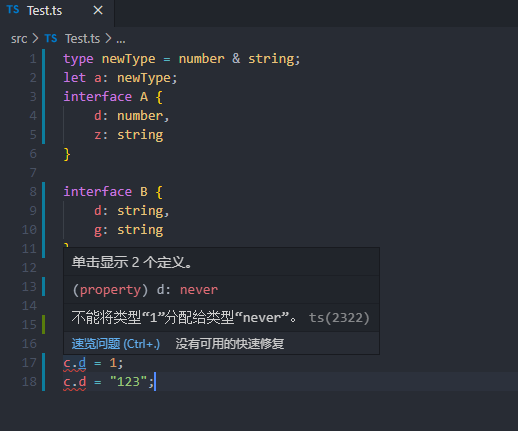 TS Test.ts ×
src > TS Test.ts > ...
1 type newType = number & string;
2 let a: newType;
3 interface A {
4 d: number,
5 z: string
6 }
7
8 interface B {
9 d: string,
10 g: string
11 }
12
单击显示 2 个定义。
13 (property) d: never
14
不能将类型“1”分配给类型“never”。 ts(2322)
15
16 速览问题 (Ctrl+.) 没有可用的快速修复
17 c.d = 1;
18 c.d = "123";